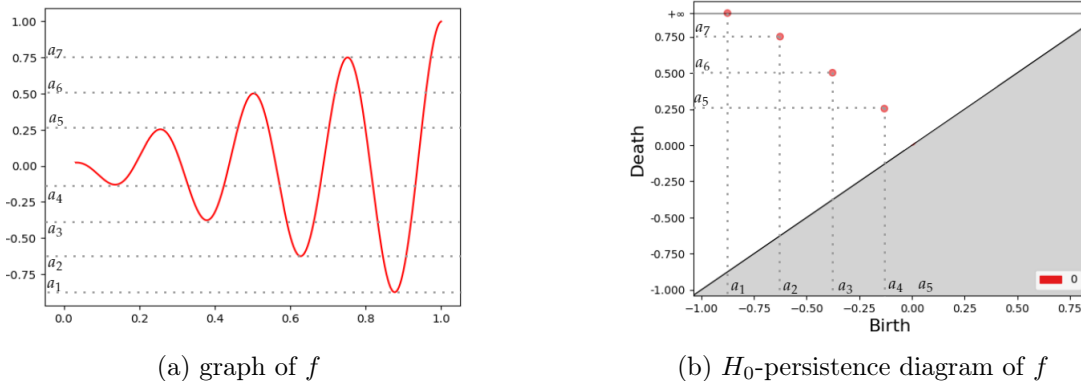 1.00
a₇
0.75
a₆
0.50
a₅
0.25
0.00
a₄
-0.25
a₃
-0.50
a₂
-0.75
a₁
0.0 0.2 0.4 0.6 0.8 1.0
(a) graph of f
+∞
a₇
0.750
a₆
0.500
a₅
0.250
0.000
-0.250
-0.500
-0.750
-1.000
Death
a₁ a₂ a₃ a₄ a₅
0
-1.00 -0.75 -0.50 -0.25 0.00 0.25 0.50 0.75
Birth
(b) H₀-persistence diagram of f